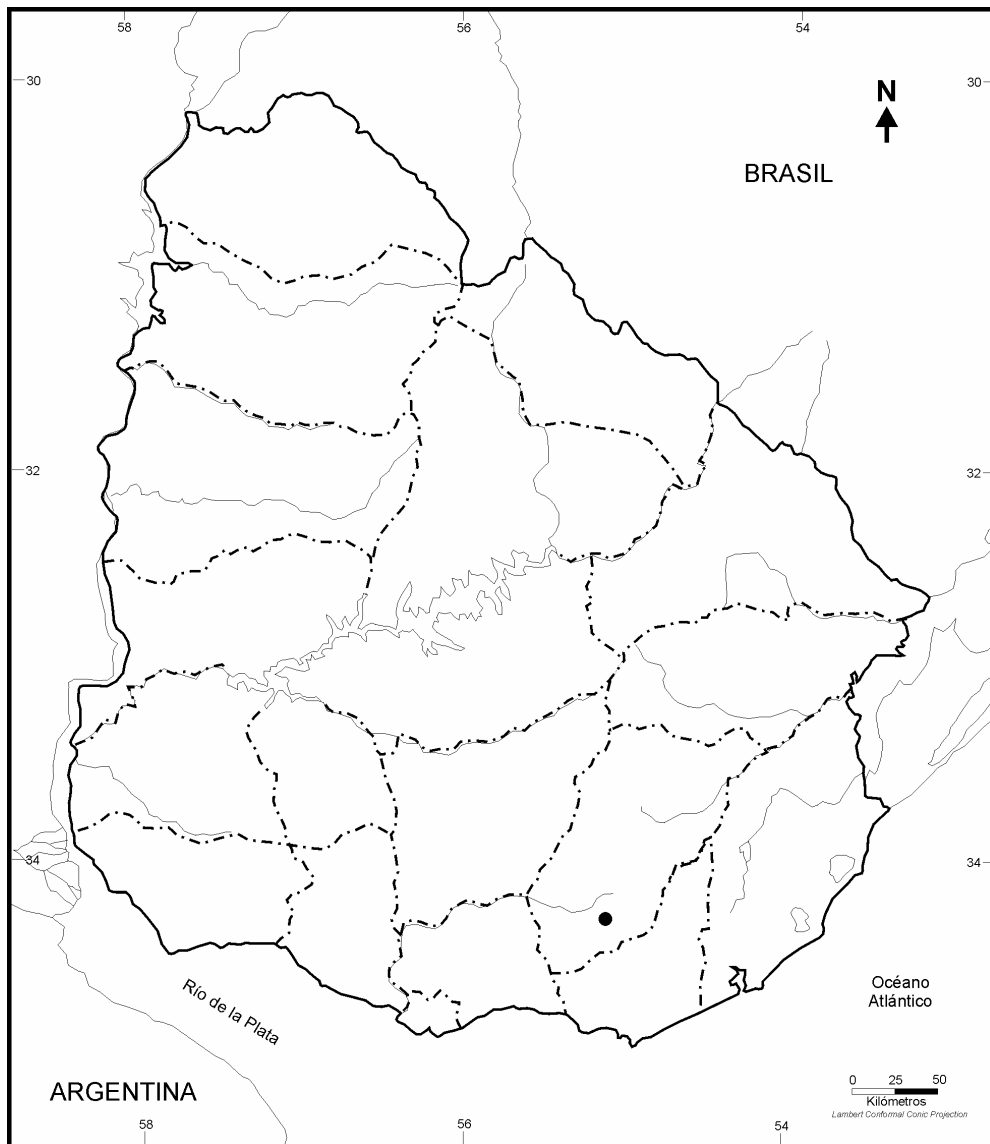 58
56
54
30
30
N
BRASIL
32
32
34
34
Océano
Atlántico
Río de la Plata
ARGENTINA
0 25 50
Kilómetros
Lambert Conformal Conic Projection
58
56
54